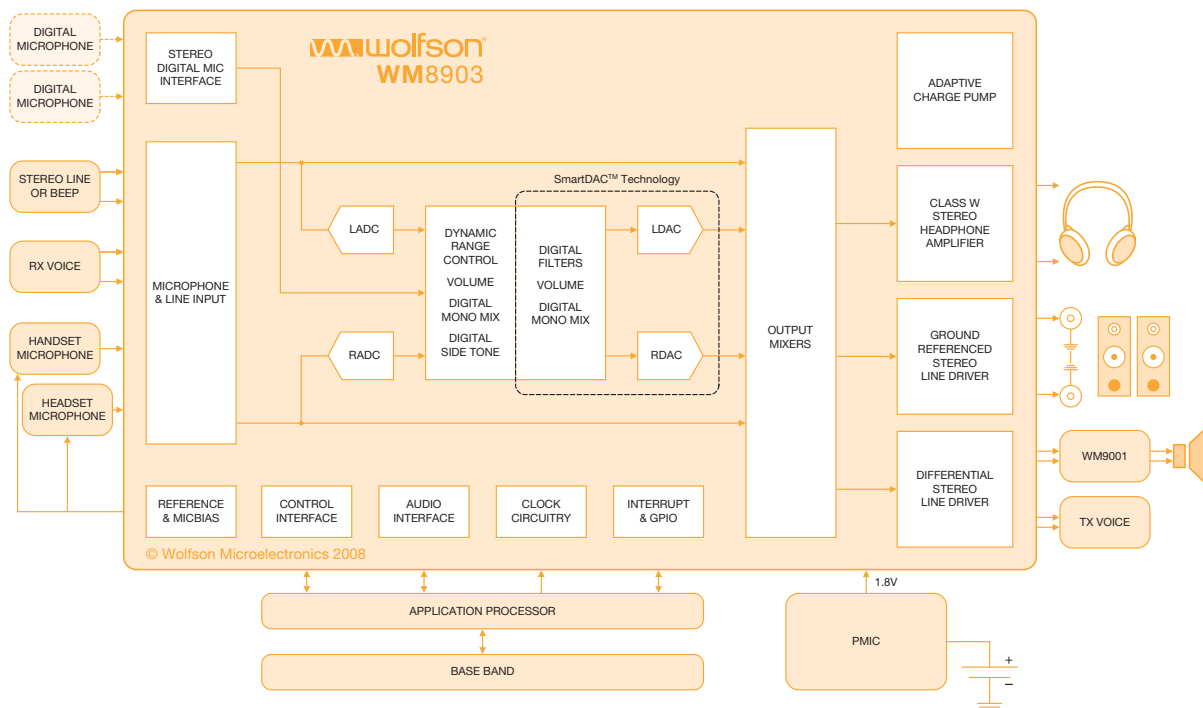 DIGITAL
MICROPHONE
DIGITAL
MICROPHONE
STEREO LINE
OR BEEP
RX VOICE
HANDSET
MICROPHONE
HEADSET
MICROPHONE
STEREO
DIGITAL MIC
INTERFACE
wolfson®
WM8903
MICROPHONE
& LINE INPUT
LADC
RADC
DYNAMIC
RANGE
CONTROL
VOLUME
DIGITAL
MONO MIX
DIGITAL
SIDE TONE
SmartDAC™ Technology
DIGITAL
FILTERS
VOLUME
DIGITAL
MONO MIX
LDAC
RDAC
OUTPUT
MIXERS
ADAPTIVE
CHARGE PUMP
CLASS W
STEREO
HEADPHONE
AMPLIFIER
GROUND
REFERENCED
STEREO
LINE DRIVER
DIFFERENTIAL
STEREO
LINE DRIVER
WM9001
TX VOICE
REFERENCE
& MICBIAS
CONTROL
INTERFACE
AUDIO
INTERFACE
CLOCK
CIRCUITRY
INTERRUPT
& GPIO
© Wolfson Microelectronics 2008
1.8V
APPLICATION PROCESSOR
BASE BAND
PMIC
+
–